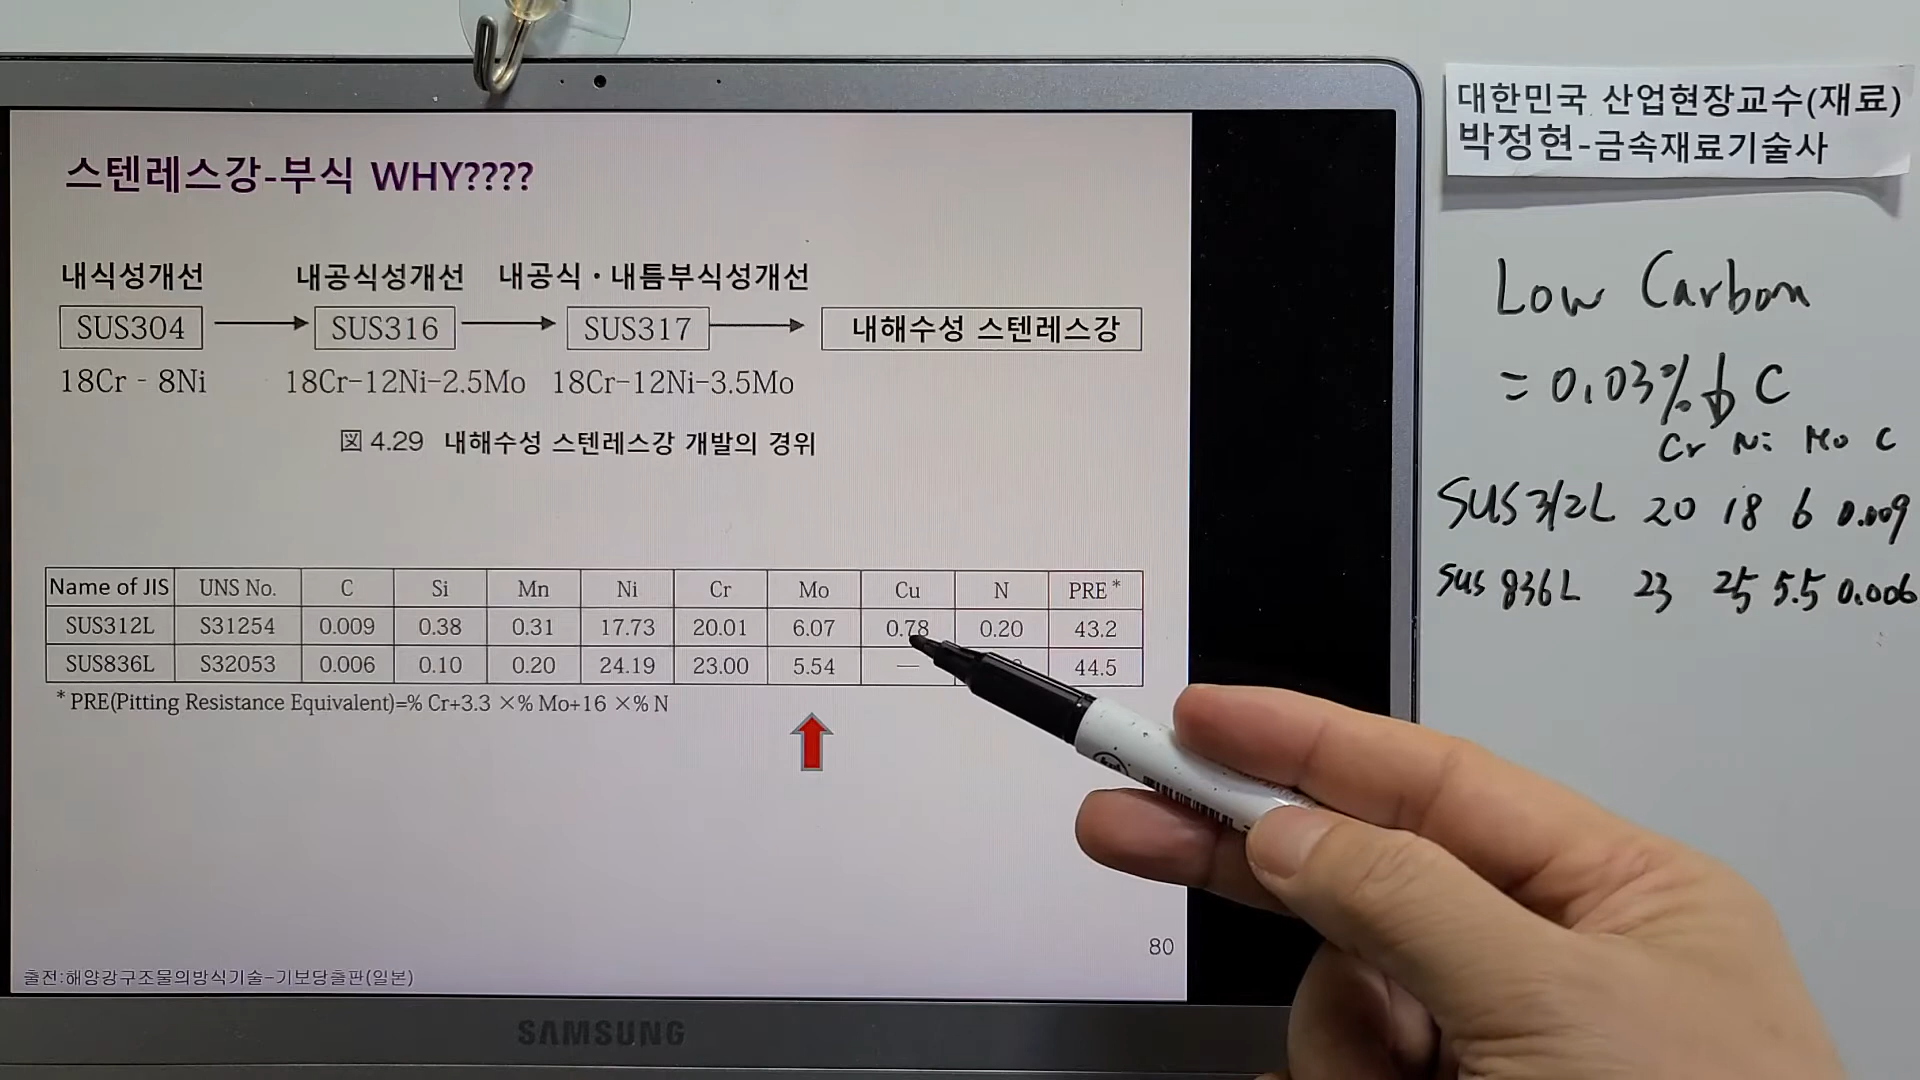 스텐레스강-부식 WHY????
내식성개선 내공식성개선 내공식·내틈부식성개선
SUS304 SUS316 SUS317 내해수성 스텐레스강
18Cr - 8Ni 18Cr-12Ni-2.5Mo 18Cr-12Ni-3.5Mo
図 4.29 내해수성 스텐레스강 개발의 경위
Name of JIS UNS No. C Si Mn Ni Cr Mo Cu N PRE*
SUS312L S31254 0.009 0.38 0.31 17.73 20.01 6.07 0.78 0.20 43.2
SUS836L S32053 0.006 0.10 0.20 24.19 23.00 5.54 — 44.5
* PRE(Pitting Resistance Equivalent)=% Cr+3.3 ×% Mo+16 ×% N
80
출전:해양강구조물의방식기술-기보당출판(일본)
SAMSUNG
대한민국 산업현장교수(재료)
박정현-금속재료기술사
Low Carbon
= 0.03% ↓ C
Cr Ni Mo C
SUS312L 20 18 6 0.009
SUS 836L 23 25 5.5 0.006